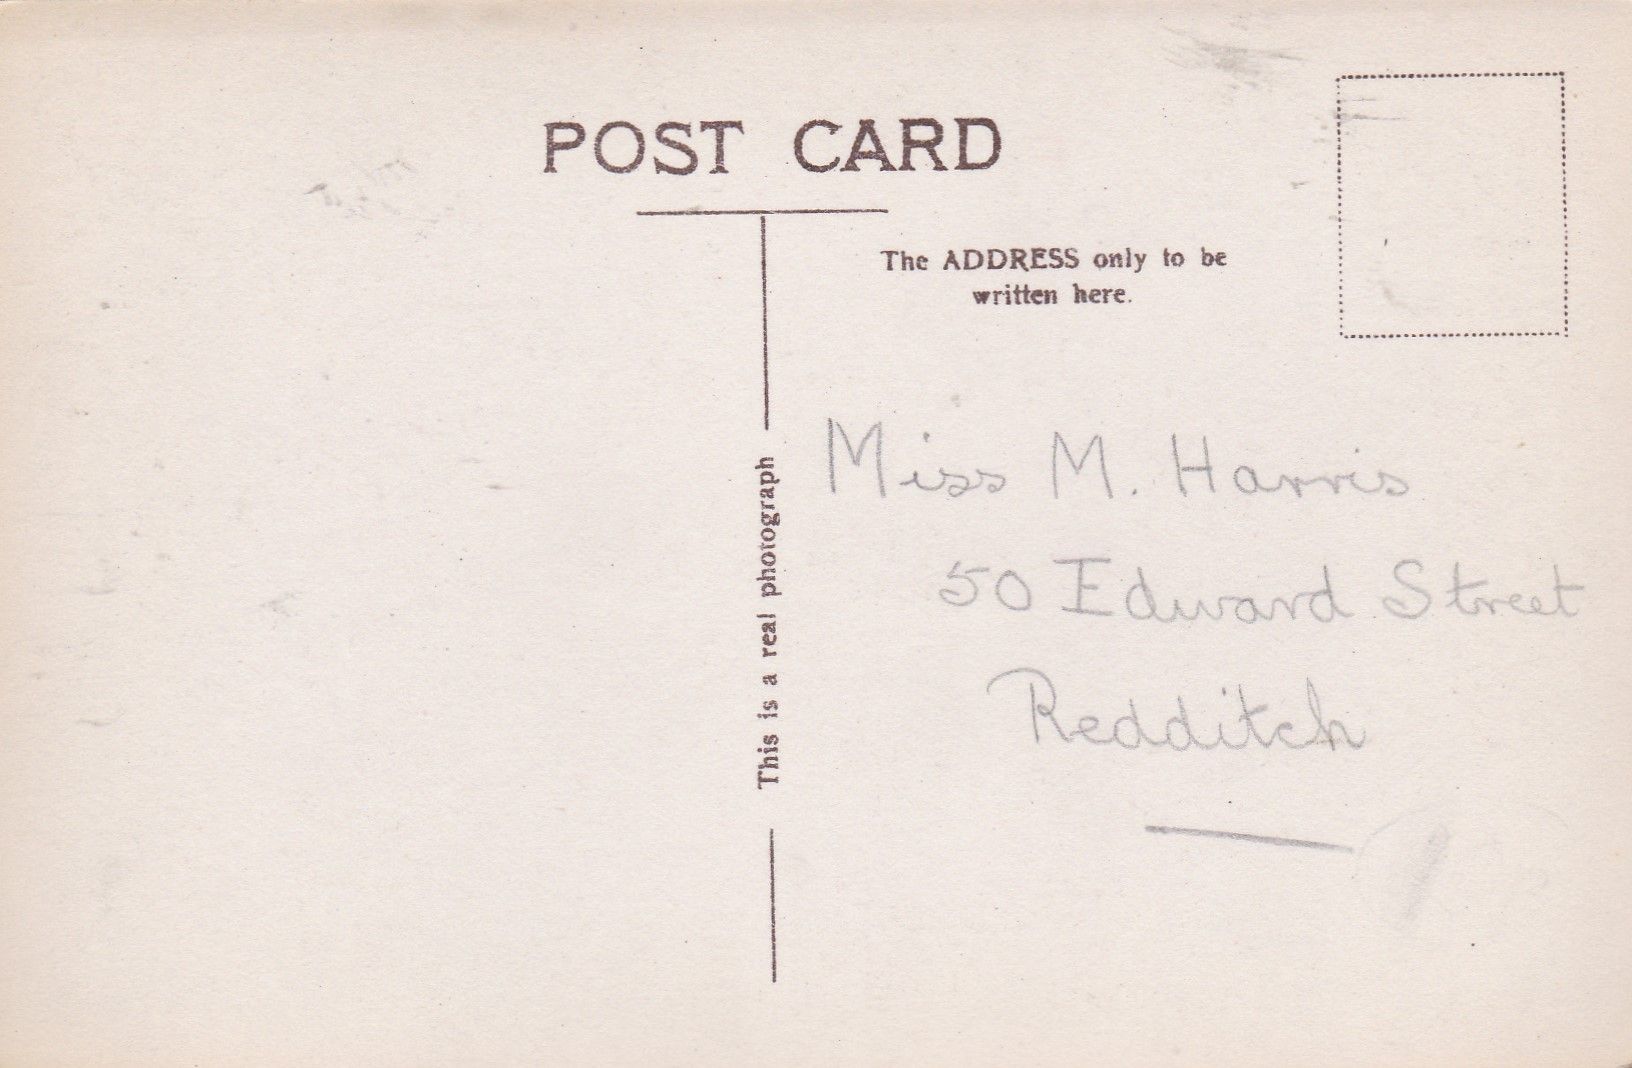 POST CARD
The ADDRESS only to be
written here.
This is a real photograph
Miss M. Harris
50 Edward Street
Redditch